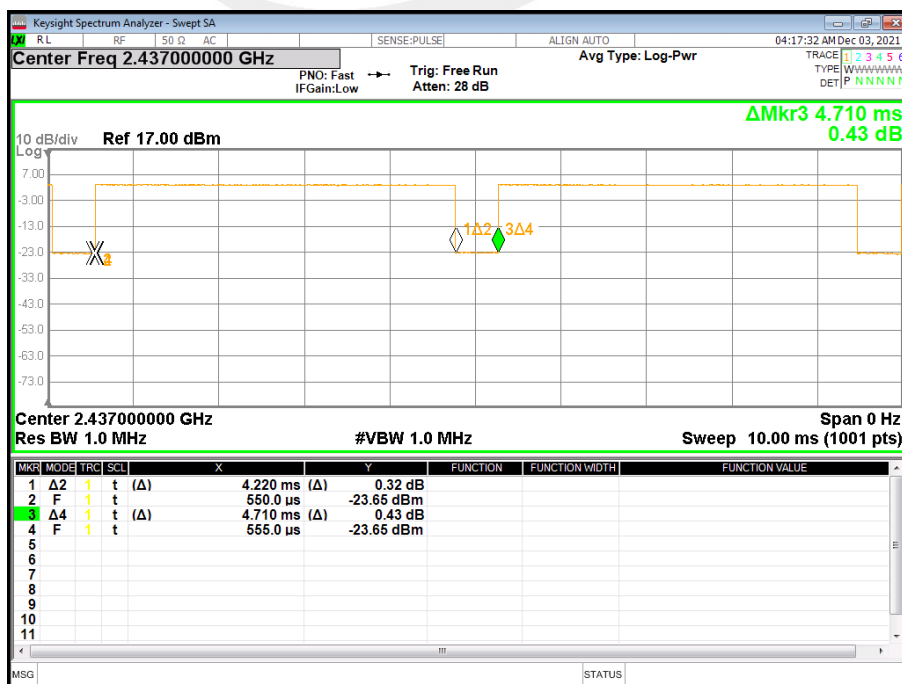 Keysight Spectrum Analyzer - Swept SA
LXI RL RF 50 Ω AC SENSE:PULSE ALIGN AUTO 04:17:32 AM Dec 03, 2021
Center Freq 2.437000000 GHz Avg Type: Log-Pwr TRACE 1 2 3 4 5 6
PNO: Fast Trig: Free Run TYPE WWWWWW
IFGain:Low Atten: 28 dB DET P N N N N N
ΔMkr3 4.710 ms
10 dB/div Ref 17.00 dBm 0.43 dB
Log
7.00
-3.00
-13.0
1Δ2 3Δ4
-23.0
-33.0
-43.0
-53.0
-63.0
-73.0
Center 2.437000000 GHz Span 0 Hz
Res BW 1.0 MHz #VBW 1.0 MHz Sweep 10.00 ms (1001 pts)
MKR MODE TRC SCL X Y FUNCTION FUNCTION WIDTH FUNCTION VALUE
1 Δ2 1 t (Δ) 4.220 ms (Δ) 0.32 dB
2 F 1 t 550.0 us -23.65 dBm
3 Δ4 1 t (Δ) 4.710 ms (Δ) 0.43 dB
4 F 1 t 555.0 µs -23.65 dBm
5
6
7
8
9
10
11
MSG STATUS